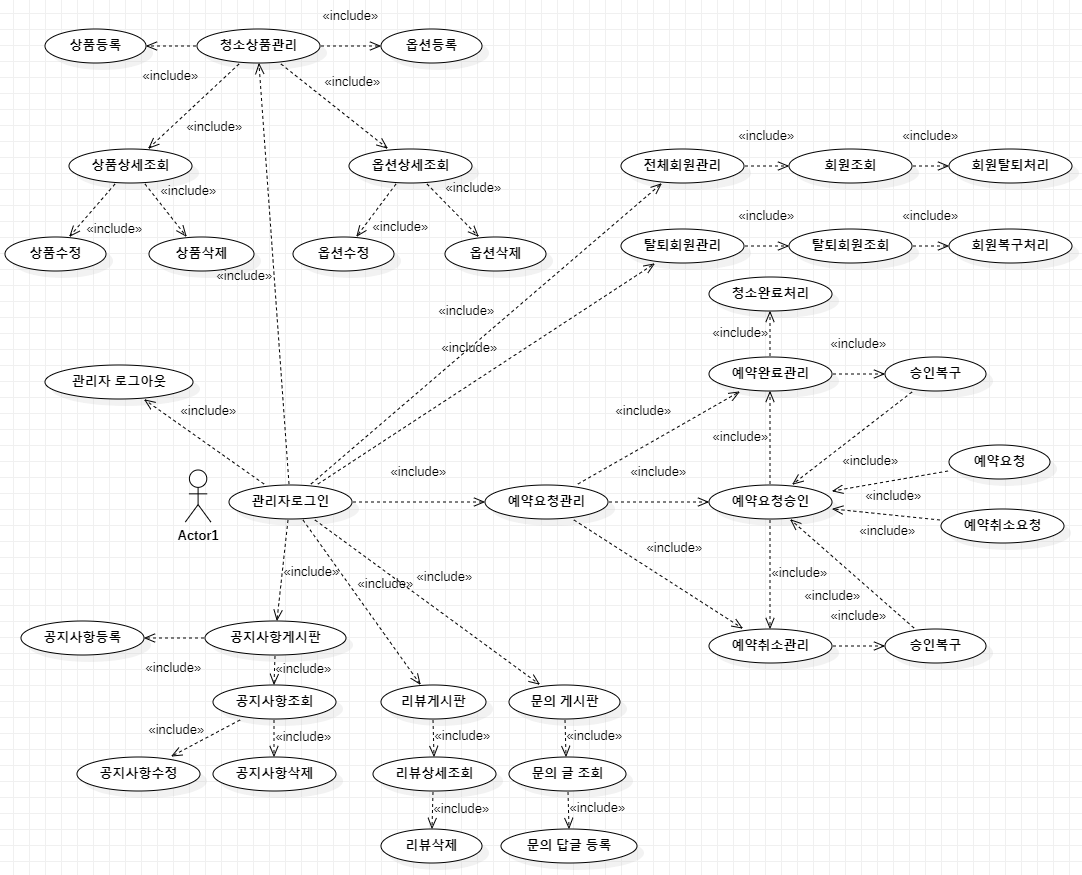 «include»
상품등록
청소상품관리
옵션등록
«include»
«include»
«include»
«include»
«include»
상품상세조회
옵션상세조회
전체회원관리
회원조회
회원탈퇴처리
«include»
«include»
«include»
«include»
«include»
«include»
상품수정
상품삭제
옵션수정
옵션삭제
탈퇴회원관리
탈퇴회원조회
회원복구처리
«include»
청소완료처리
«include»
«include»
«include»
«include»
관리자 로그아웃
예약완료관리
승인복구
«include»
«include»
«include»
«include»
예약요청
«include»
«include»
«include»
관리자로그인
예약요청관리
예약요청승인
예약취소요청
«include»
Actor1
«include»
«include»
«include»
«include»
«include»
«include»
«include»
공지사항등록
공지사항게시판
예약취소관리
승인복구
«include»
«include»
공지사항조회
리뷰게시판
문의 게시판
«include»
«include»
«include»
«include»
공지사항수정
공지사항삭제
리뷰상세조회
문의 글 조회
«include»
«include»
리뷰삭제
문의 답글 등록